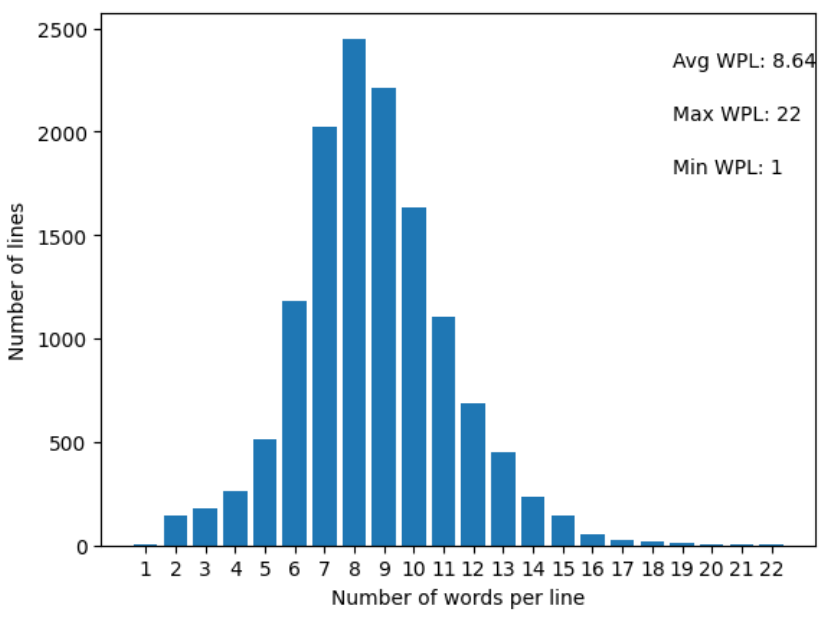 2500
2000
1500
1000
500
0
Number of lines
Avg WPL: 8.64
Max WPL: 22
Min WPL: 1
1 2 3 4 5 6 7 8 9 10 11 12 13 14 15 16 17 18 19 20 21 22
Number of words per line